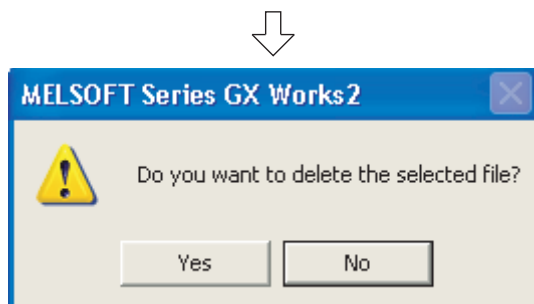 MELSOFT Series GX Works2
Do you want to delete the selected file?
Yes
No